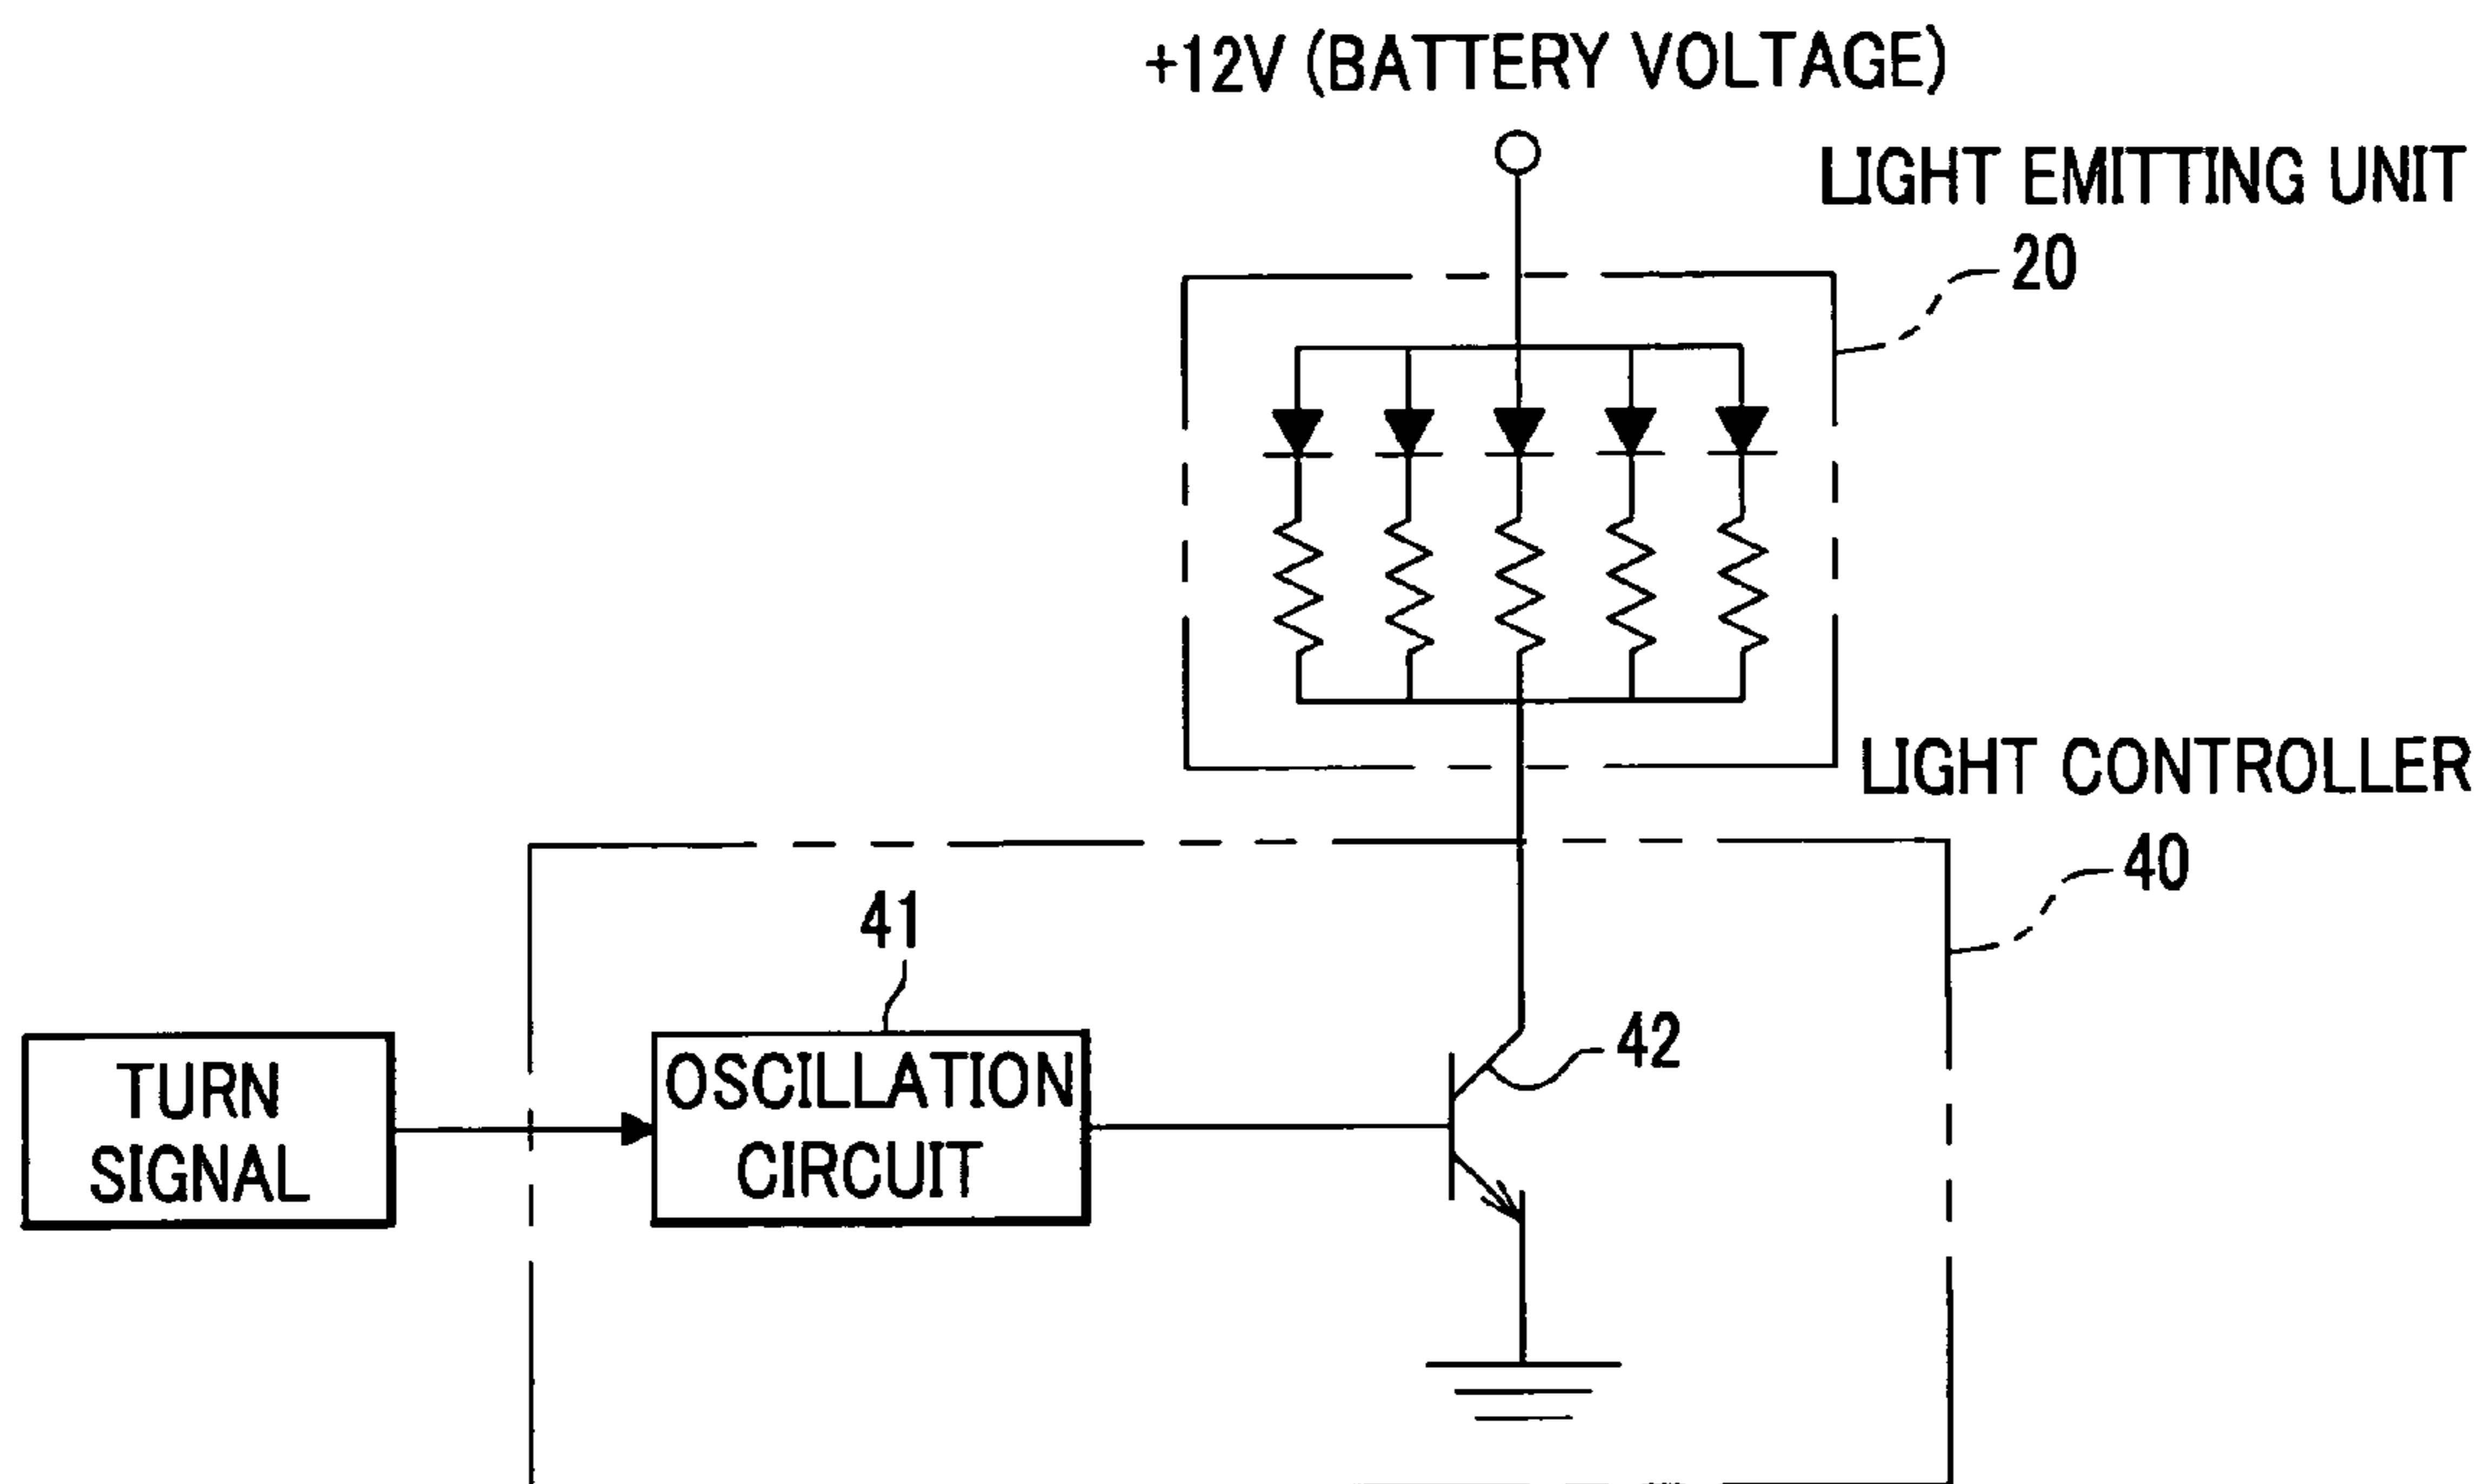 +12V (BATTERY VOLTAGE)
LIGHT EMITTING UNIT
20
LIGHT CONTROLLER
40
41
42
TURN
SIGNAL
OSCILLATION
CIRCUIT